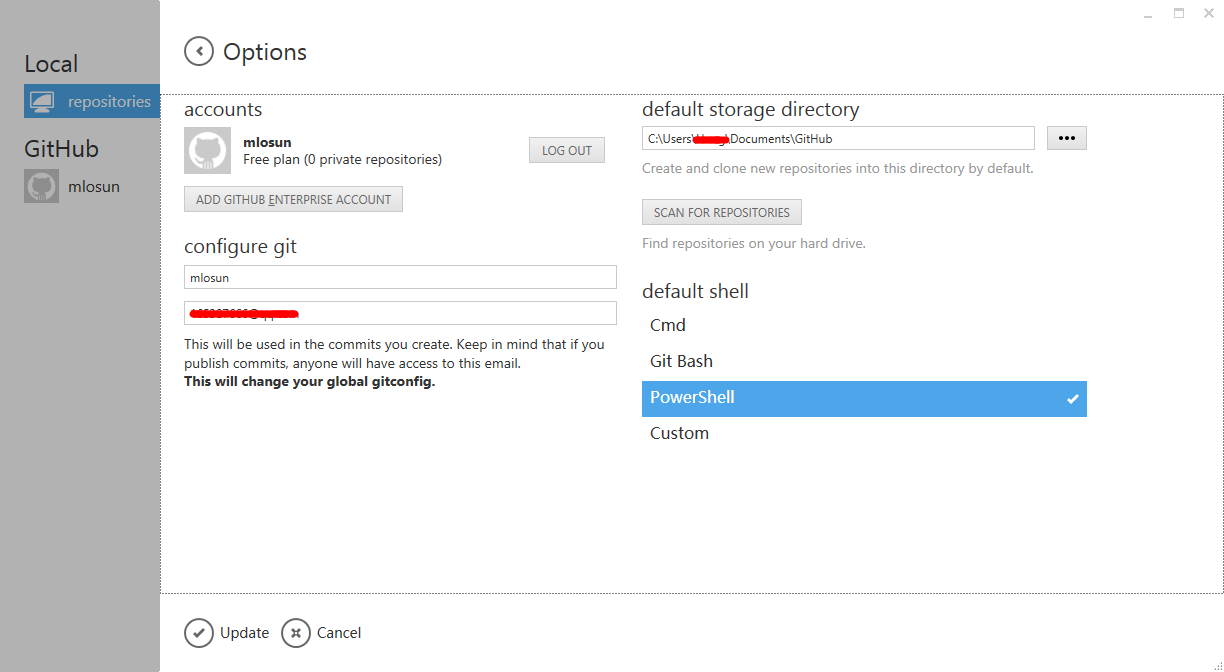 Local
repositories
GitHub
mlosun
Options
accounts
mlosun
Free plan (0 private repositories)
LOG OUT
ADD GITHUB ENTERPRISE ACCOUNT
configure git
mlosun
This will be used in the commits you create. Keep in mind that if you
publish commits, anyone will have access to this email.
This will change your global gitconfig.
default storage directory
C:\Users\ \Documents\GitHub
Create and clone new repositories into this directory by default.
SCAN FOR REPOSITORIES
Find repositories on your hard drive.
default shell
Cmd
Git Bash
PowerShell
Custom
Update
Cancel